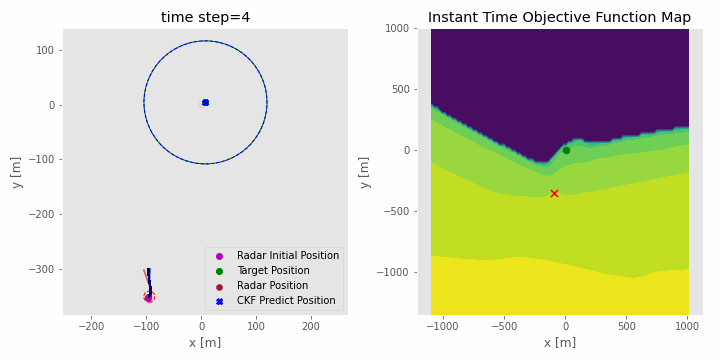 time step=4
100
0
−100
−200
−300
y [m]
−200
−100
0
100
200
x [m]
Radar Initial Position
Target Position
Radar Position
CKF Predict Position
Instant Time Objective Function Map
1000
500
0
−500
−1000
y [m]
−1000
−500
0
500
1000
x [m]